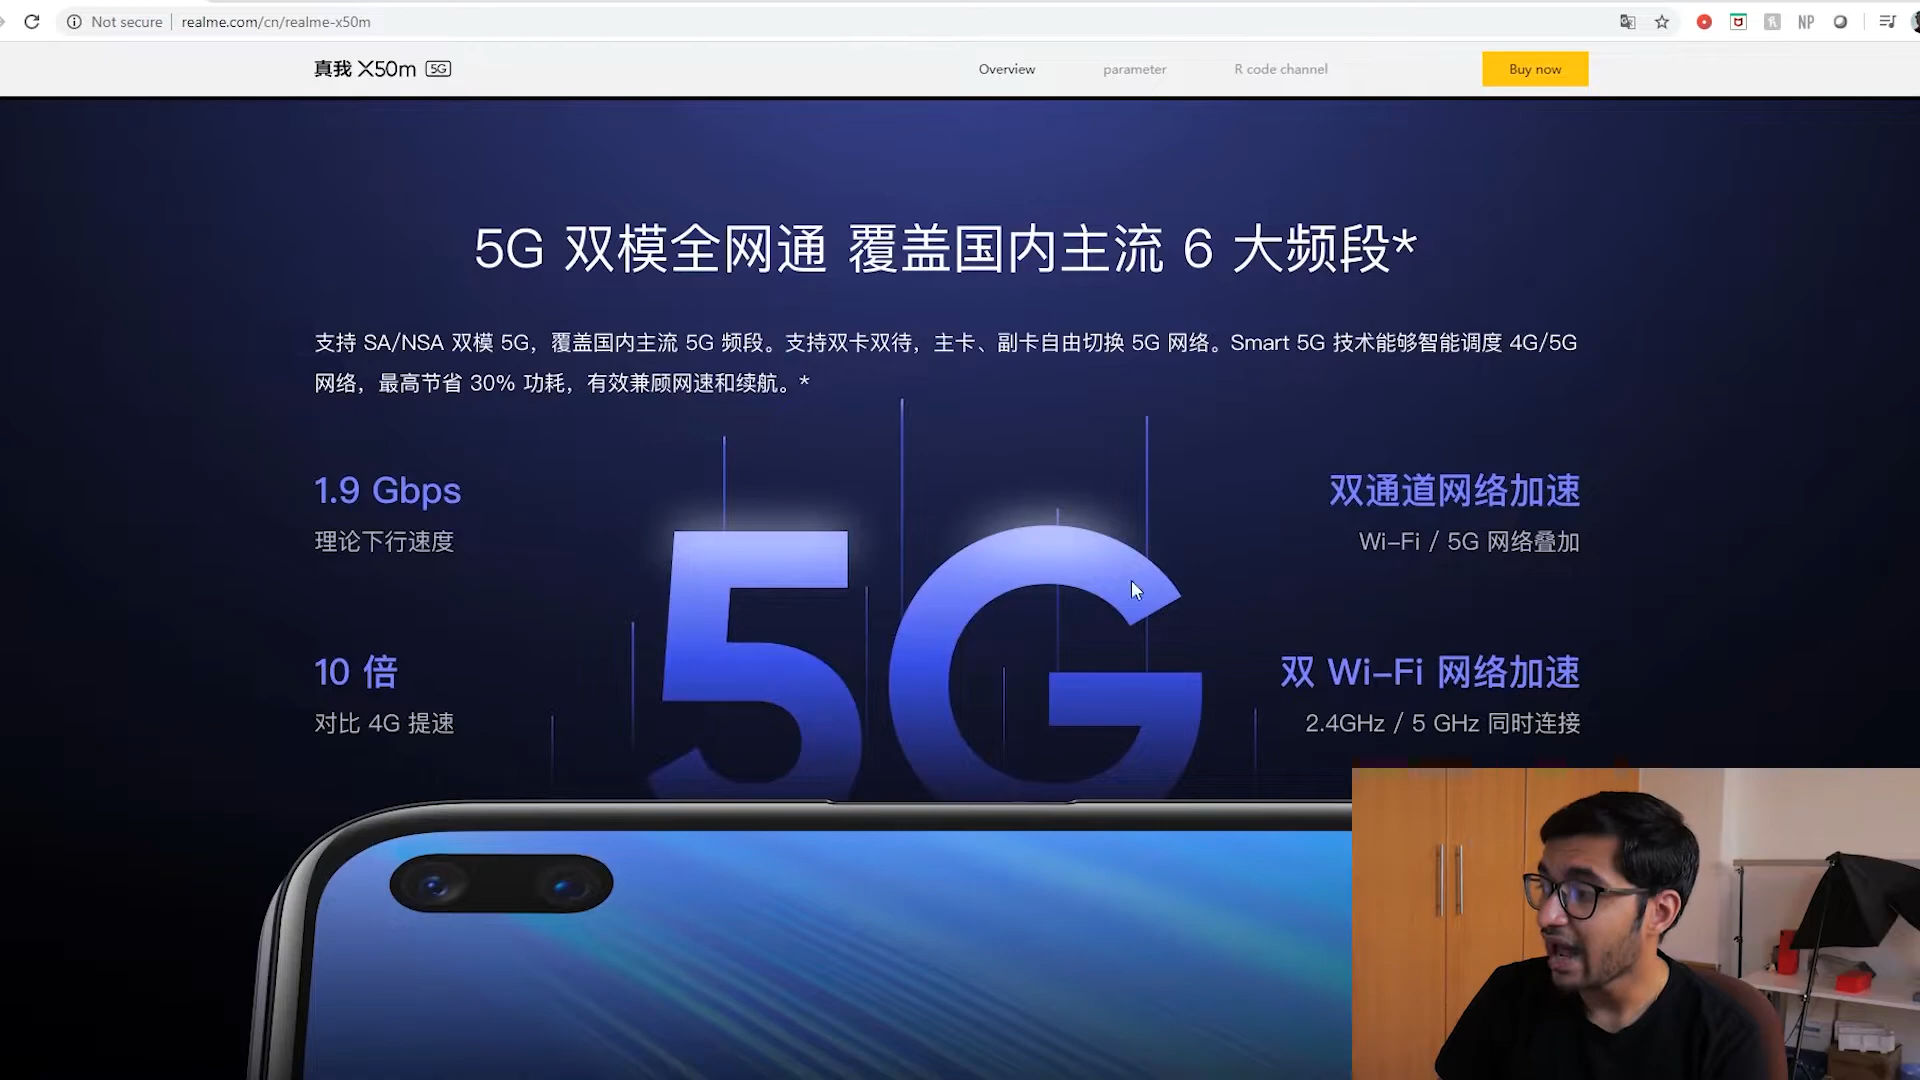 Not secure
realme.com/cn/realme-x50m
NP
真我 X50m 5G
Overview
parameter
R code channel
Buy now
5G 双模全网通 覆盖国内主流 6 大频段*
支持 SA/NSA 双模 5G，覆盖国内主流 5G 频段。支持双卡双待，主卡、副卡自由切换 5G 网络。Smart 5G 技术能够智能调度 4G/5G
网络，最高节省 30% 功耗，有效兼顾网速和续航。*
1.9 Gbps
理论下行速度
双通道网络加速
Wi–Fi / 5G 网络叠加
5G
10 倍
对比 4G 提速
双 Wi–Fi 网络加速
2.4GHz / 5 GHz 同时连接